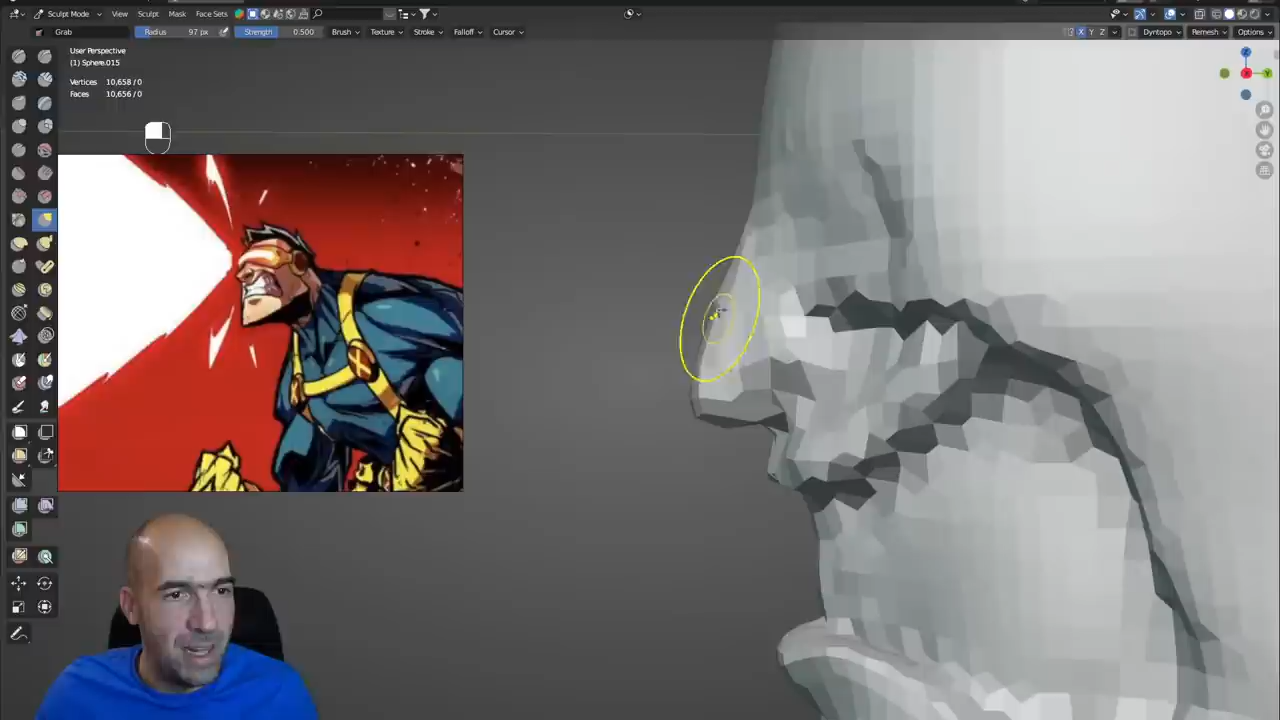 Sculpt Mode View Sculpt Mask Face Sets
Grab Radius 97 px Strength 0.500 Brush Texture Stroke Falloff Cursor X Y Z Dyntopo Remesh Options
User Perspective
(1) Sphere.015
Vertices 10,658 / 0
Faces 10,656 / 0
Z
X Y